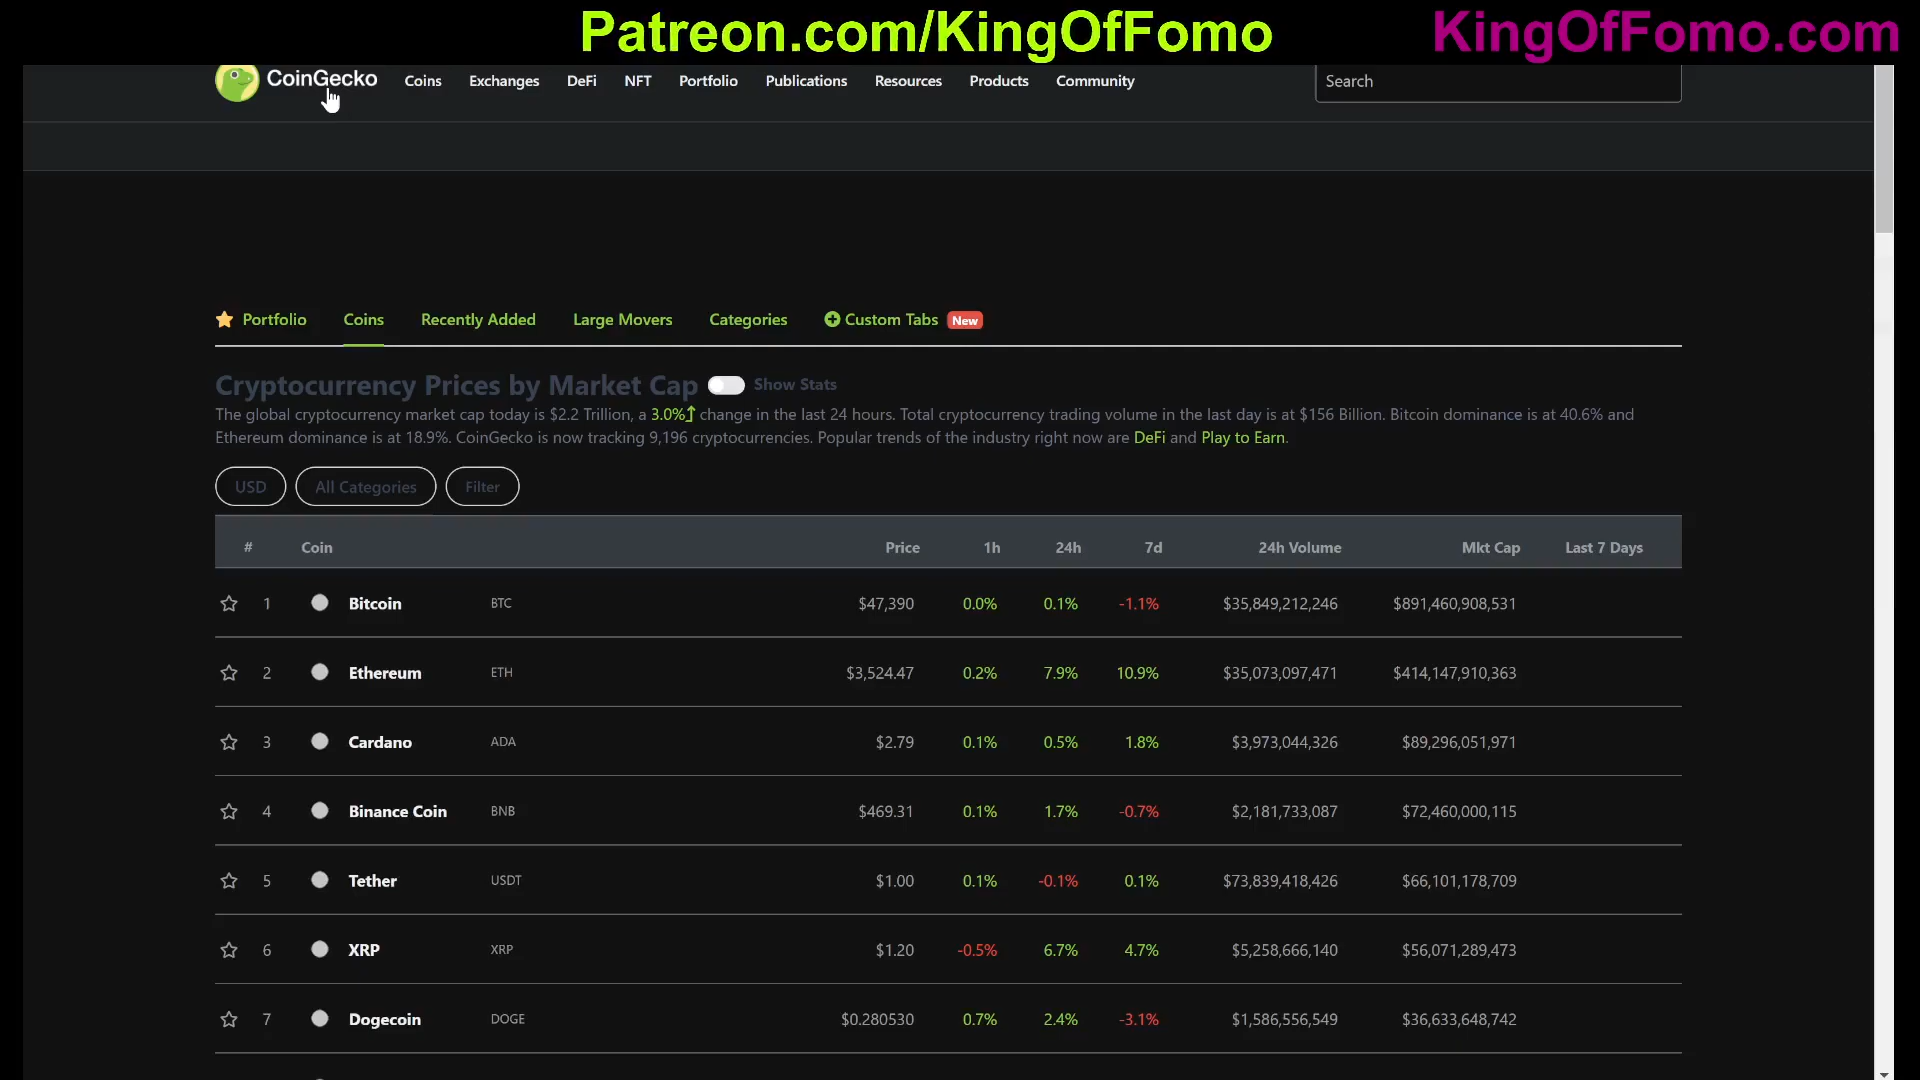 Patreon.com/KingOfFomo KingOfFomo.com
CoinGecko Coins Exchanges DeFi NFT Portfolio Publications Resources Products Community Search
Portfolio Coins Recently Added Large Movers Categories Custom Tabs New
Cryptocurrency Prices by Market Cap Show Stats
The global cryptocurrency market cap today is $2.2 Trillion, a 3.0% change in the last 24 hours. Total cryptocurrency trading volume in the last day is at $156 Billion. Bitcoin dominance is at 40.6% and
Ethereum dominance is at 18.9%. CoinGecko is now tracking 9,196 cryptocurrencies. Popular trends of the industry right now are DeFi and Play to Earn.
USD All Categories Filter
# Coin Price 1h 24h 7d 24h Volume Mkt Cap Last 7 Days
1 Bitcoin BTC $47,390 0.0% 0.1% -1.1% $35,849,212,246 $891,460,908,531
2 Ethereum ETH $3,524.47 0.2% 7.9% 10.9% $35,073,097,471 $414,147,910,363
3 Cardano ADA $2.79 0.1% 0.5% 1.8% $3,973,044,326 $89,296,051,971
4 Binance Coin BNB $469.31 0.1% 1.7% -0.7% $2,181,733,087 $72,460,000,115
5 Tether USDT $1.00 0.1% -0.1% 0.1% $73,839,418,426 $66,101,178,709
6 XRP XRP $1.20 -0.5% 6.7% 4.7% $5,258,666,140 $56,071,289,473
7 Dogecoin DOGE $0.280530 0.7% 2.4% -3.1% $1,586,556,549 $36,633,648,742